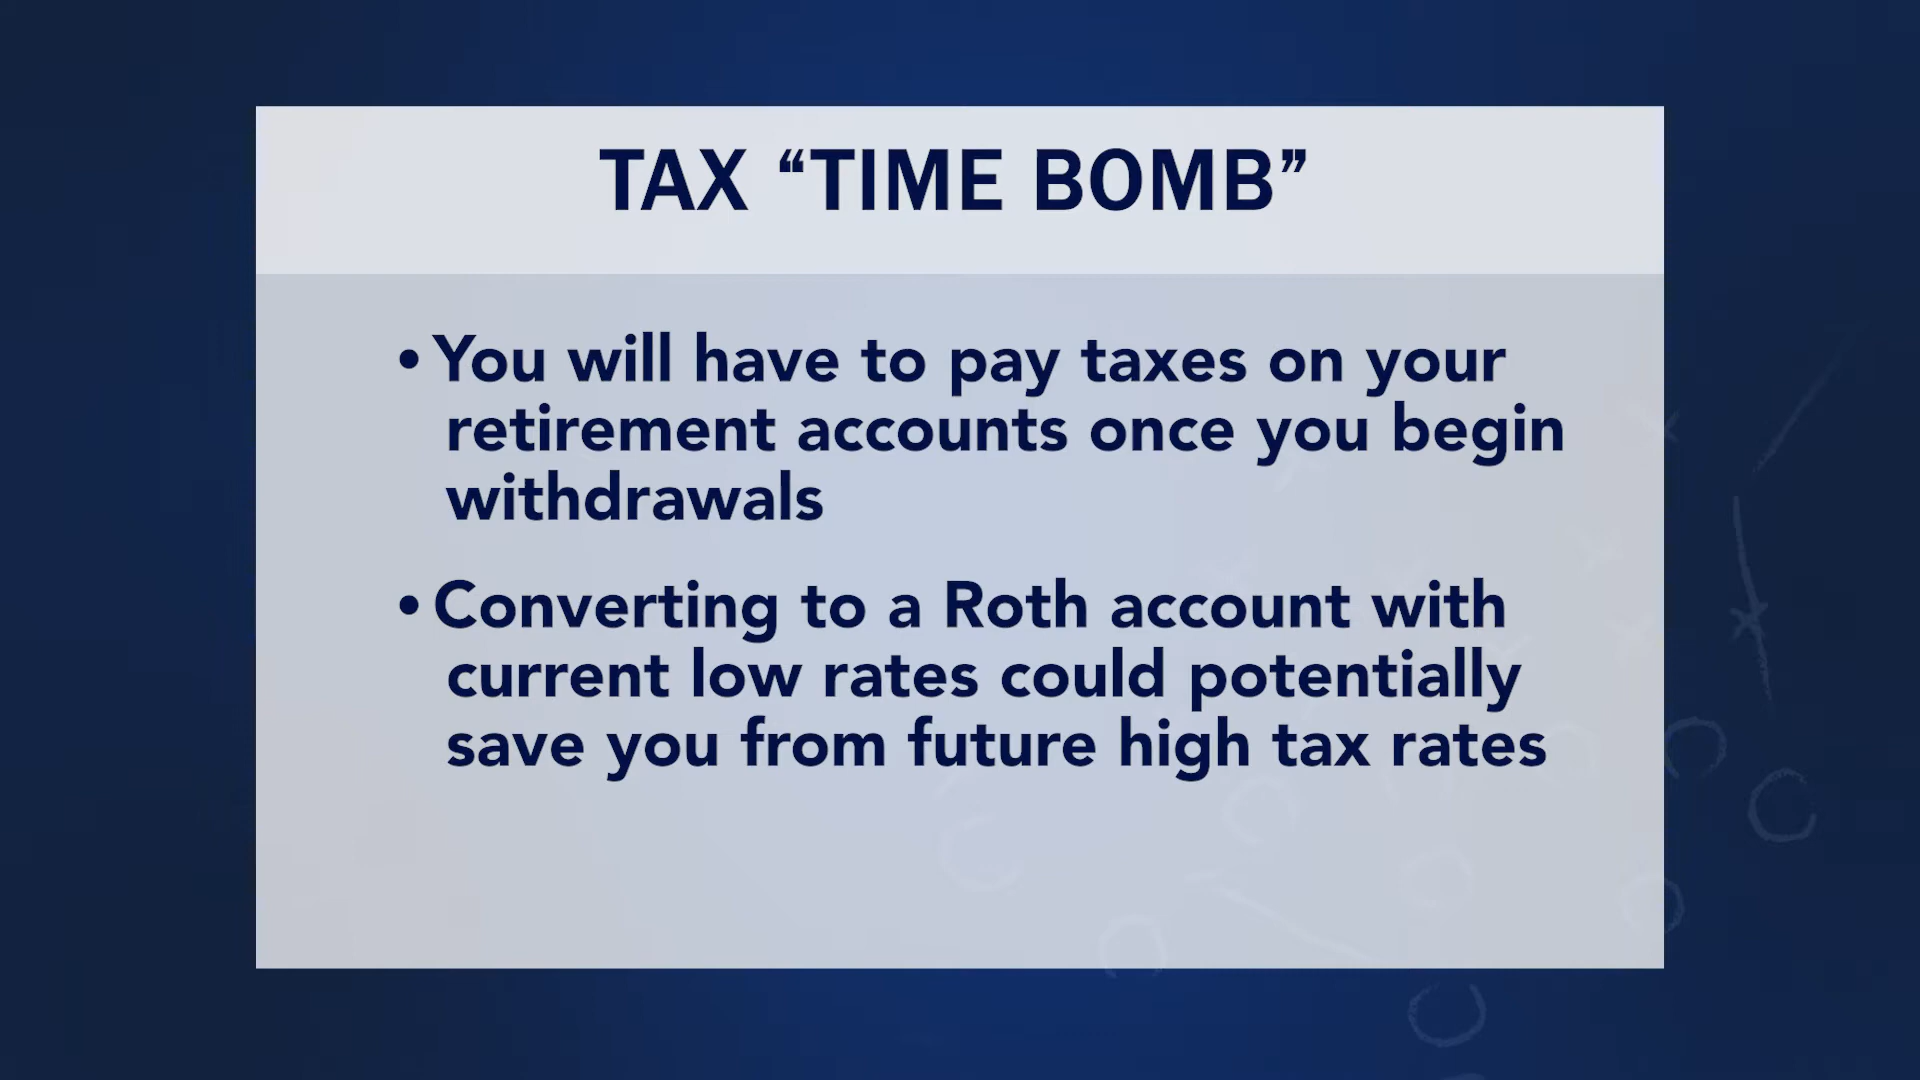 TAX “TIME BOMB”
• You will have to pay taxes on your
retirement accounts once you begin
withdrawals
• Converting to a Roth account with
current low rates could potentially
save you from future high tax rates